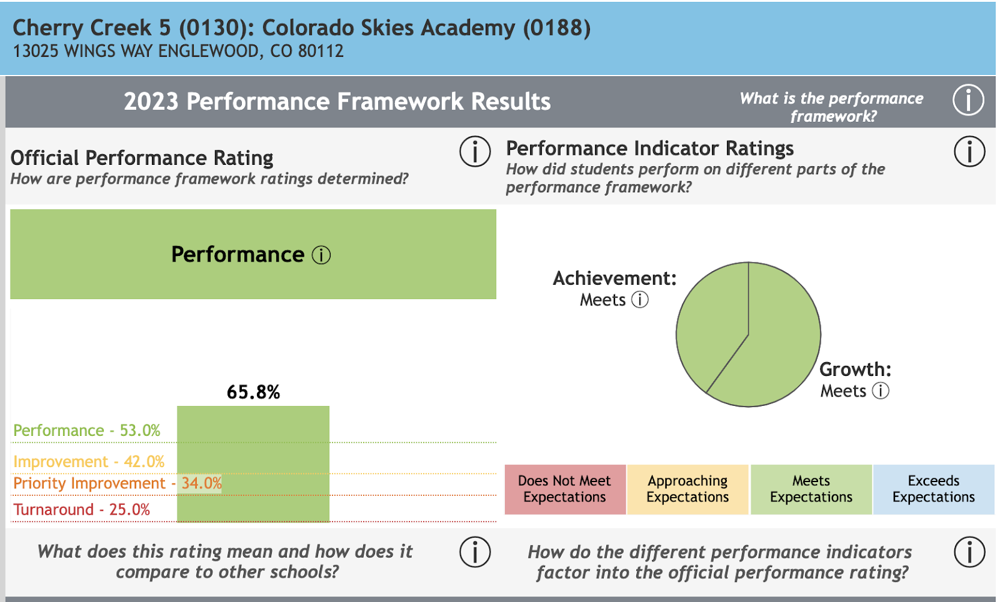 Cherry Creek 5 (0130): Colorado Skies Academy (0188)
13025 WINGS WAY ENGLEWOOD, CO 80112
2023 Performance Framework Results
What is the performance
framework?
Official Performance Rating
How are performance framework ratings determined?
Performance Indicator Ratings
How did students perform on different parts of the
performance framework?
Performance
65.8%
Performance - 53.0%
Improvement - 42.0%
Priority Improvement - 34.0%
Turnaround - 25.0%
Achievement:
Meets
Growth:
Meets
Does Not Meet
Expectations
Approaching
Expectations
Meets
Expectations
Exceeds
Expectations
What does this rating mean and how does it
compare to other schools?
How do the different performance indicators
factor into the official performance rating?